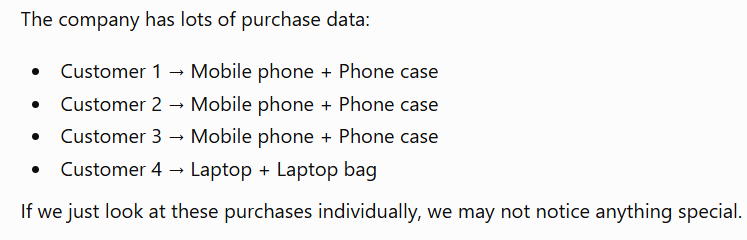 The company has lots of purchase data:
• Customer 1 → Mobile phone + Phone case
• Customer 2 → Mobile phone + Phone case
• Customer 3 → Mobile phone + Phone case
• Customer 4 → Laptop + Laptop bag
If we just look at these purchases individually, we may not notice anything special.